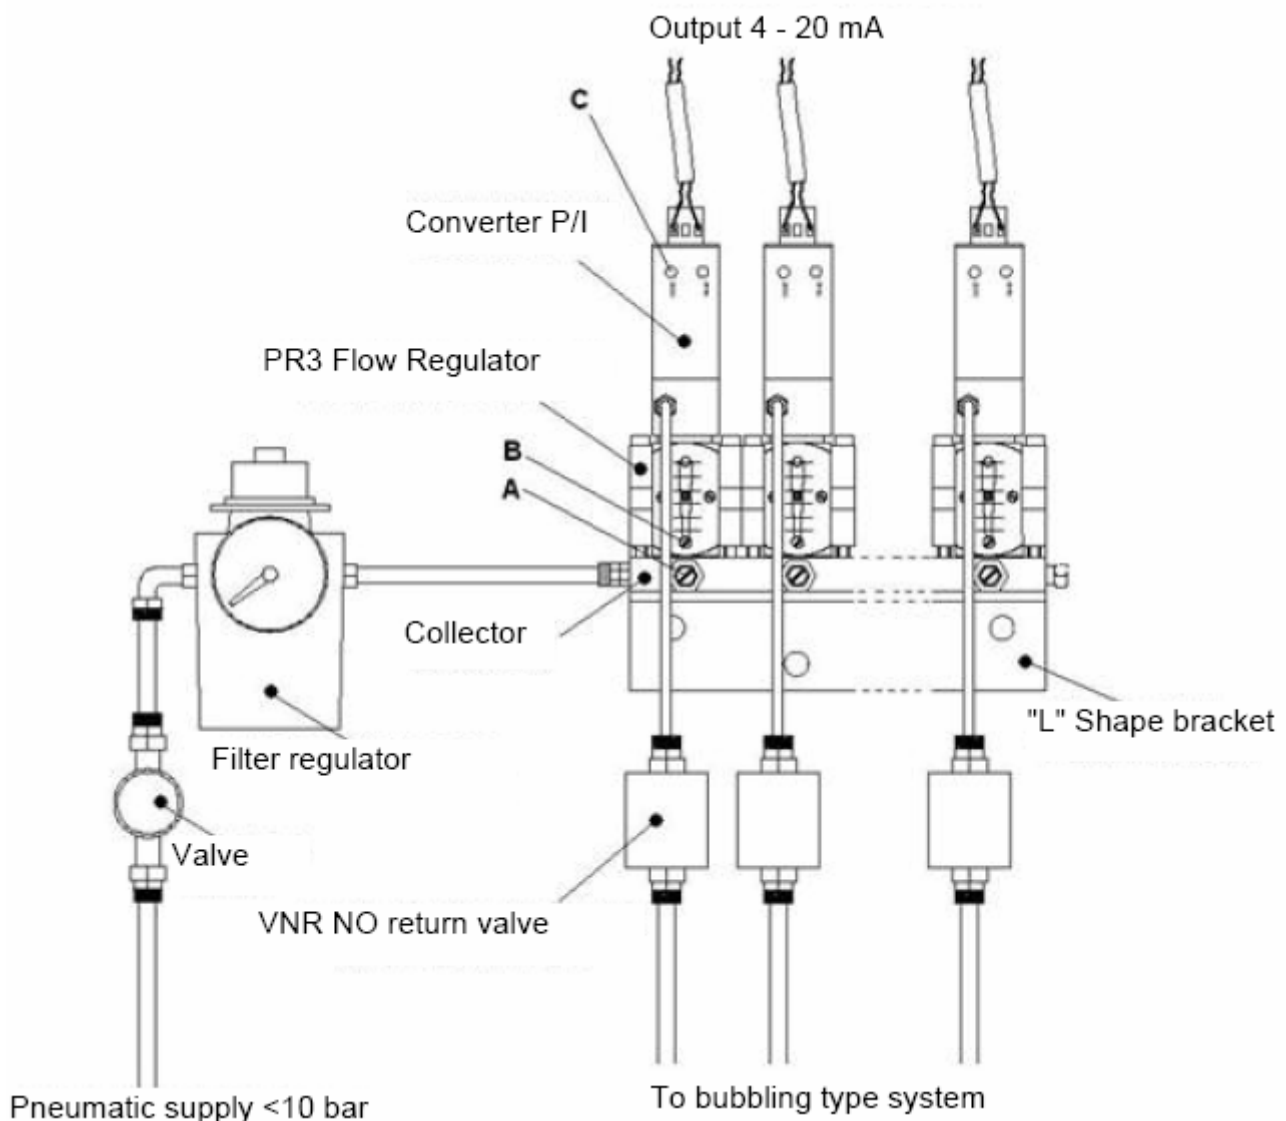 Output 4 - 20 mA
C
Converter P/I
PR3 Flow Regulator
B
A
Collector
"L" Shape bracket
Filter regulator
Valve
VNR NO return valve
To bubbling type system
Pneumatic supply <10 bar